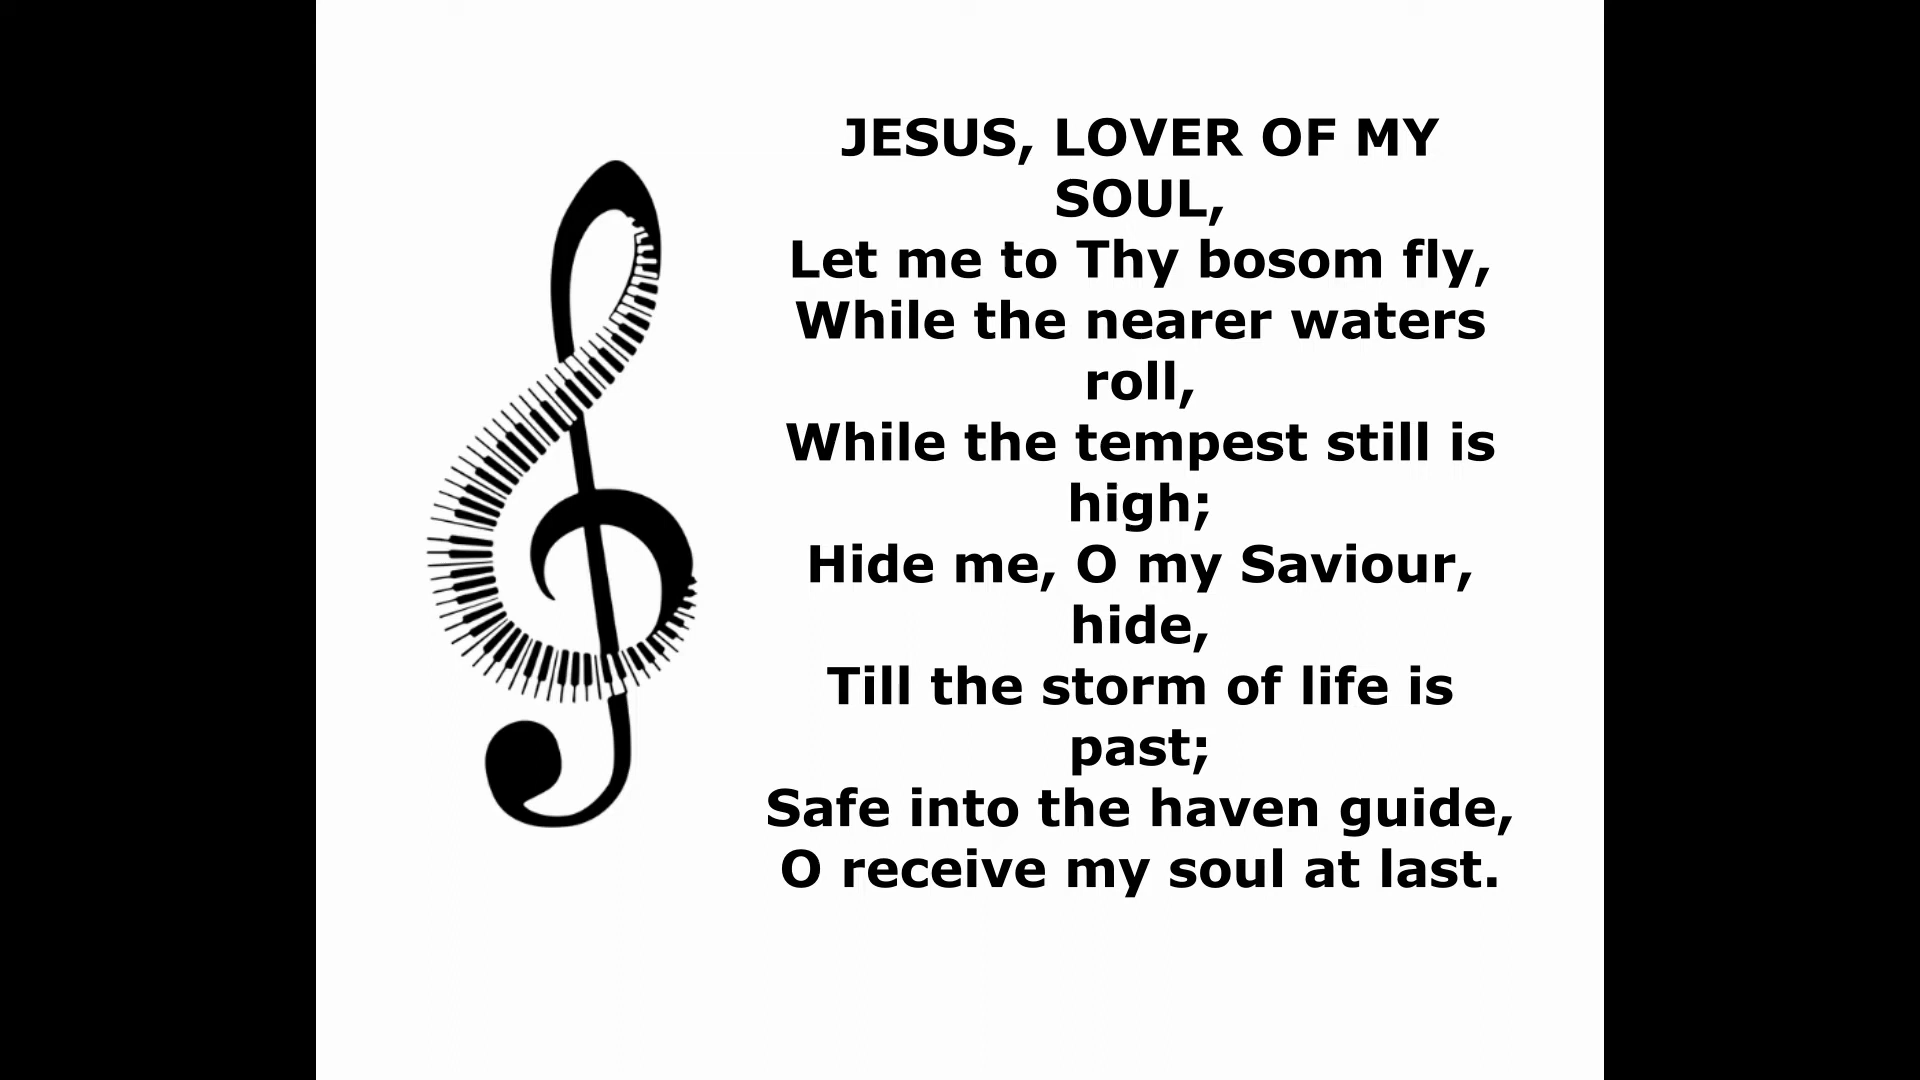 JESUS, LOVER OF MY
SOUL,
Let me to Thy bosom fly,
While the nearer waters
roll,
While the tempest still is
high;
Hide me, O my Saviour,
hide,
Till the storm of life is
past;
Safe into the haven guide,
O receive my soul at last.